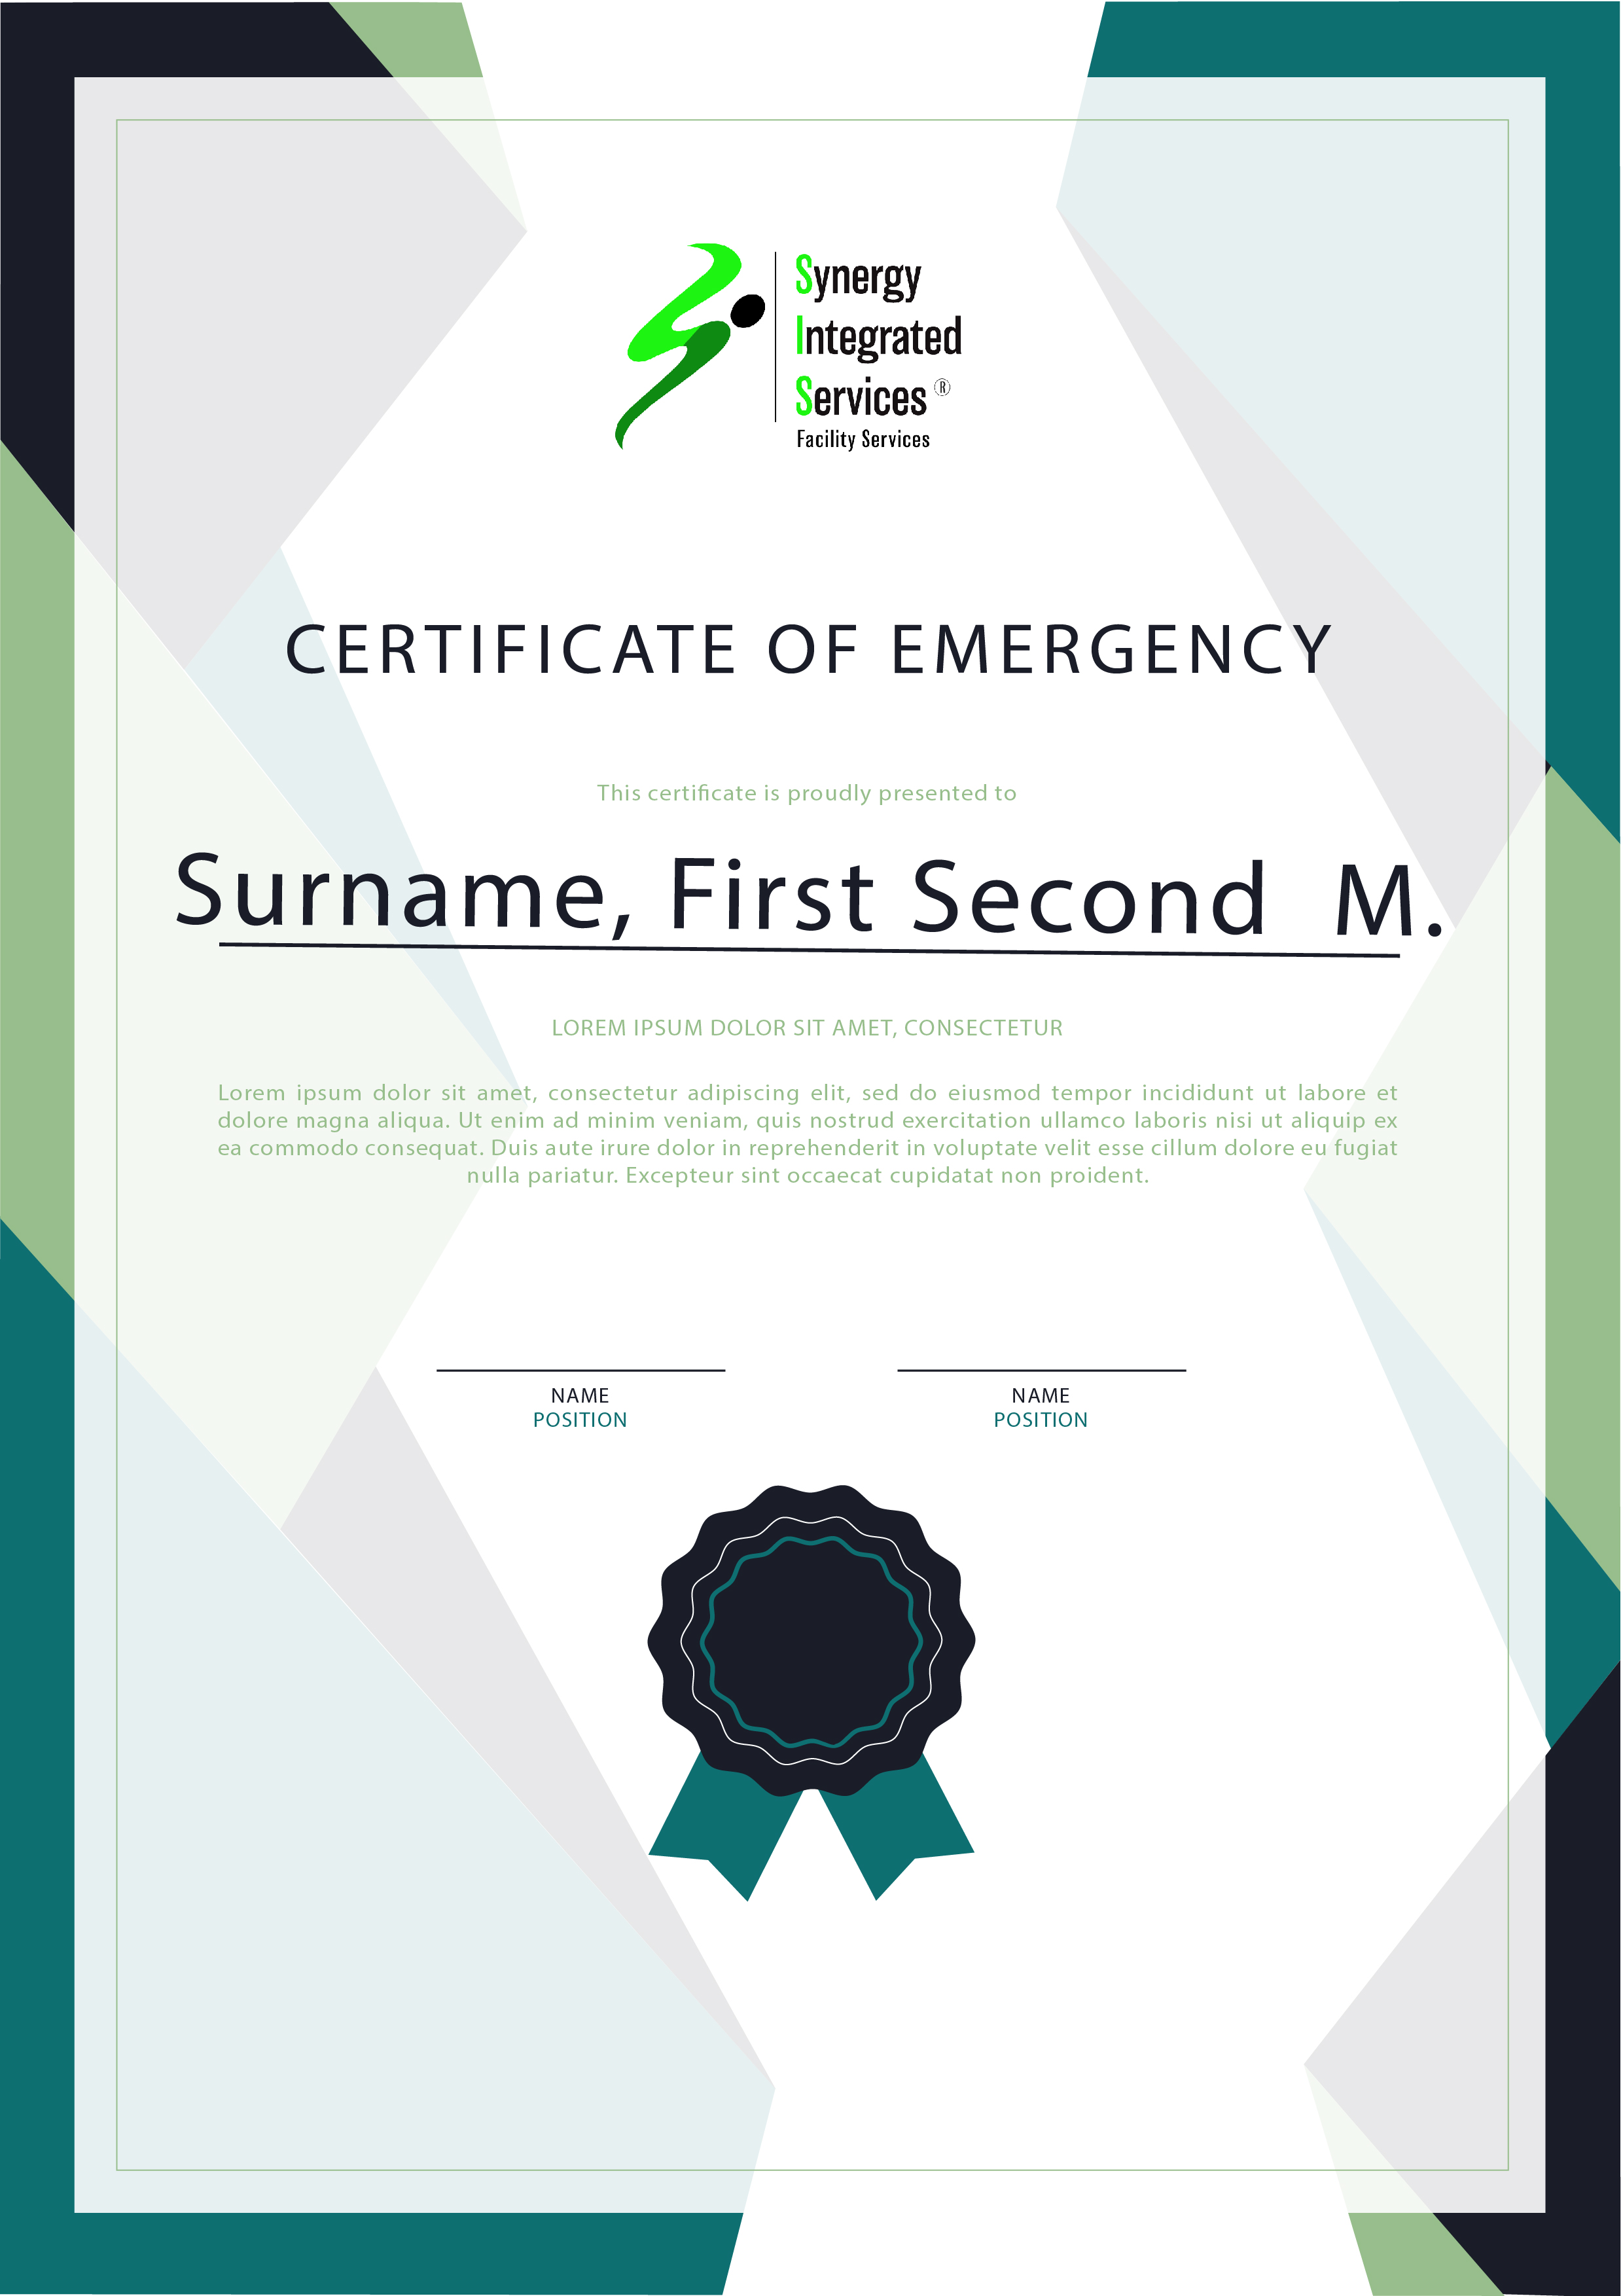 Synergy
Integrated
Services ®
Facility Services
CERTIFICATE OF EMERGENCY
This certificate is proudly presented to
Surname, First Second M.
LOREM IPSUM DOLOR SIT AMET, CONSECTETUR
Lorem ipsum dolor sit amet, consectetur adipiscing elit, sed do eiusmod tempor incididunt ut labore et
dolore magna aliqua. Ut enim ad minim veniam, quis nostrud exercitation ullamco laboris nisi ut aliquip ex
ea commodo consequat. Duis aute irure dolor in reprehenderit in voluptate velit esse cillum dolore eu fugiat
nulla pariatur. Excepteur sint occaecat cupidatat non proident.
NAME
POSITION
NAME
POSITION